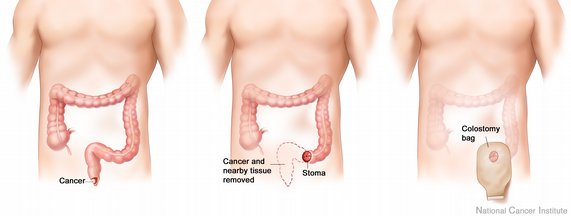 Cancer
Cancer and
nearby tissue
removed
Stoma
Colostomy
bag
National Cancer Institute